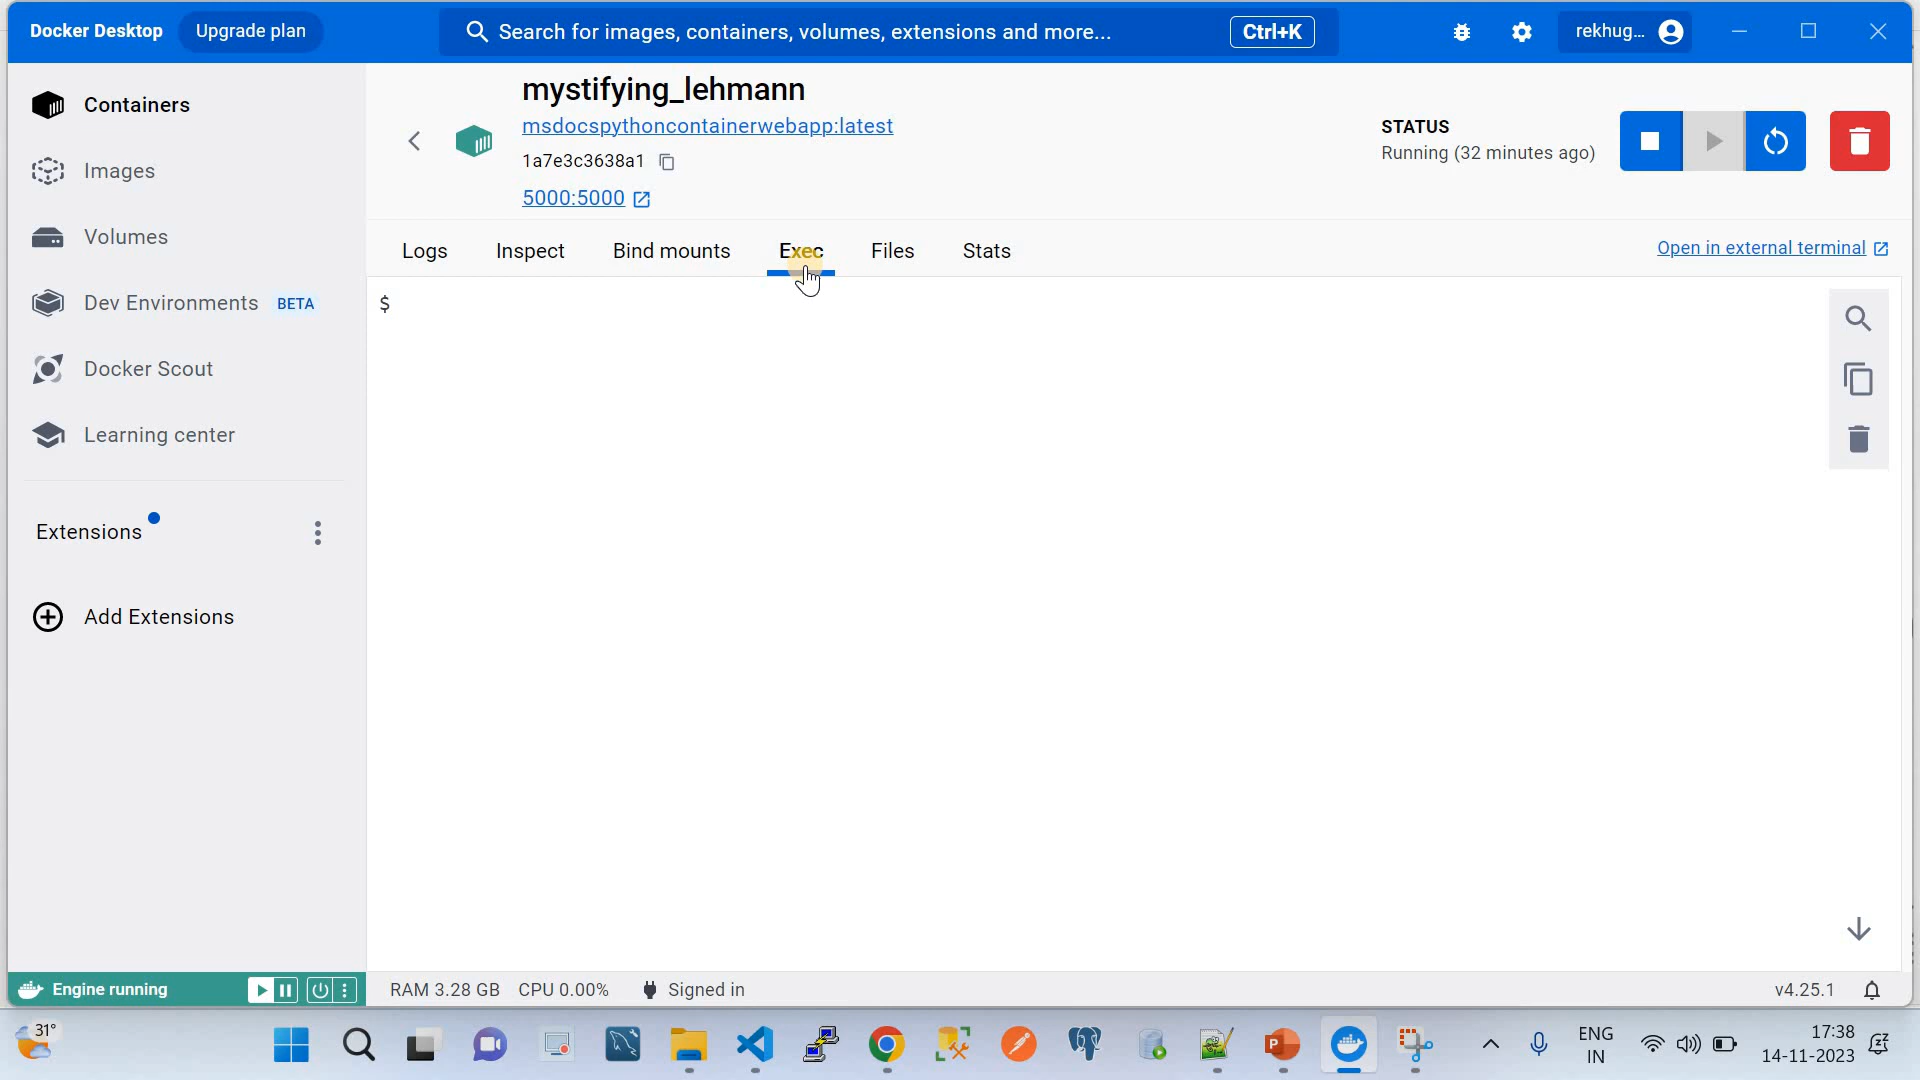 Docker Desktop
Upgrade plan
Search for images, containers, volumes, extensions and more...
Ctrl+K
rekhug...
Containers
Images
Volumes
Dev Environments BETA
Docker Scout
Learning center
Extensions
Add Extensions
mystifying_lehmann
msdocspythoncontainerwebapp:latest
1a7e3c3638a1
5000:5000
STATUS
Running (32 minutes ago)
Logs
Inspect
Bind mounts
Exec
Files
Stats
Open in external terminal
$
Engine running
RAM 3.28 GB CPU 0.00%
Signed in
v4.25.1
31°
ENG
IN
17:38
14-11-2023